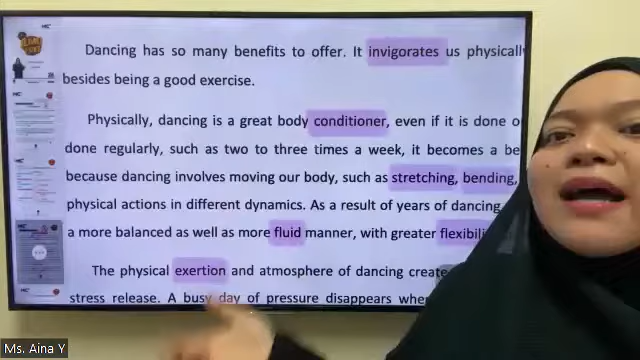 Dancing has so many benefits to offer. It invigorates us physically
besides being a good exercise.
Physically, dancing is a great body conditioner, even if it is done
done regularly, such as two to three times a week, it becomes a
because dancing involves moving our body, such as stretching, bending,
physical actions in different dynamics. As a result of years of dancing
a more balanced as well as more fluid manner, with greater
The physical exertion and atmosphere of dancing
stress release. A busy day of pressure disappears
Ms. Aina Y